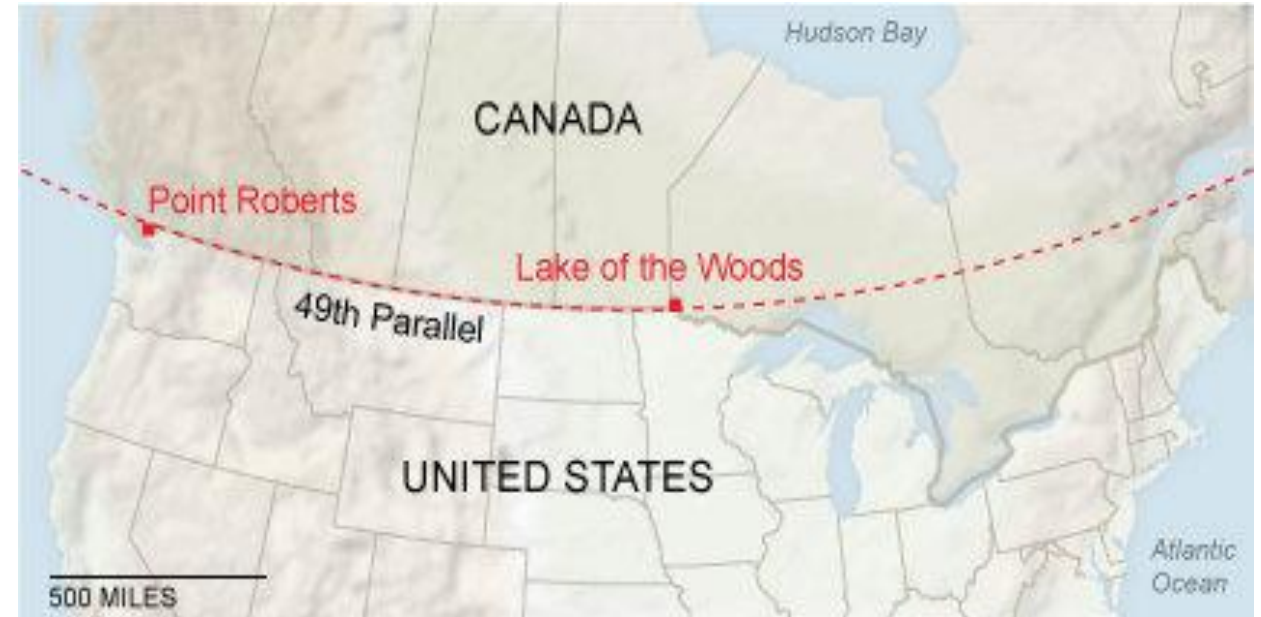 Hudson Bay
CANADA
Point Roberts
Lake of the Woods
49th Parallel
UNITED STATES
Atlantic
Ocean
500 MILES